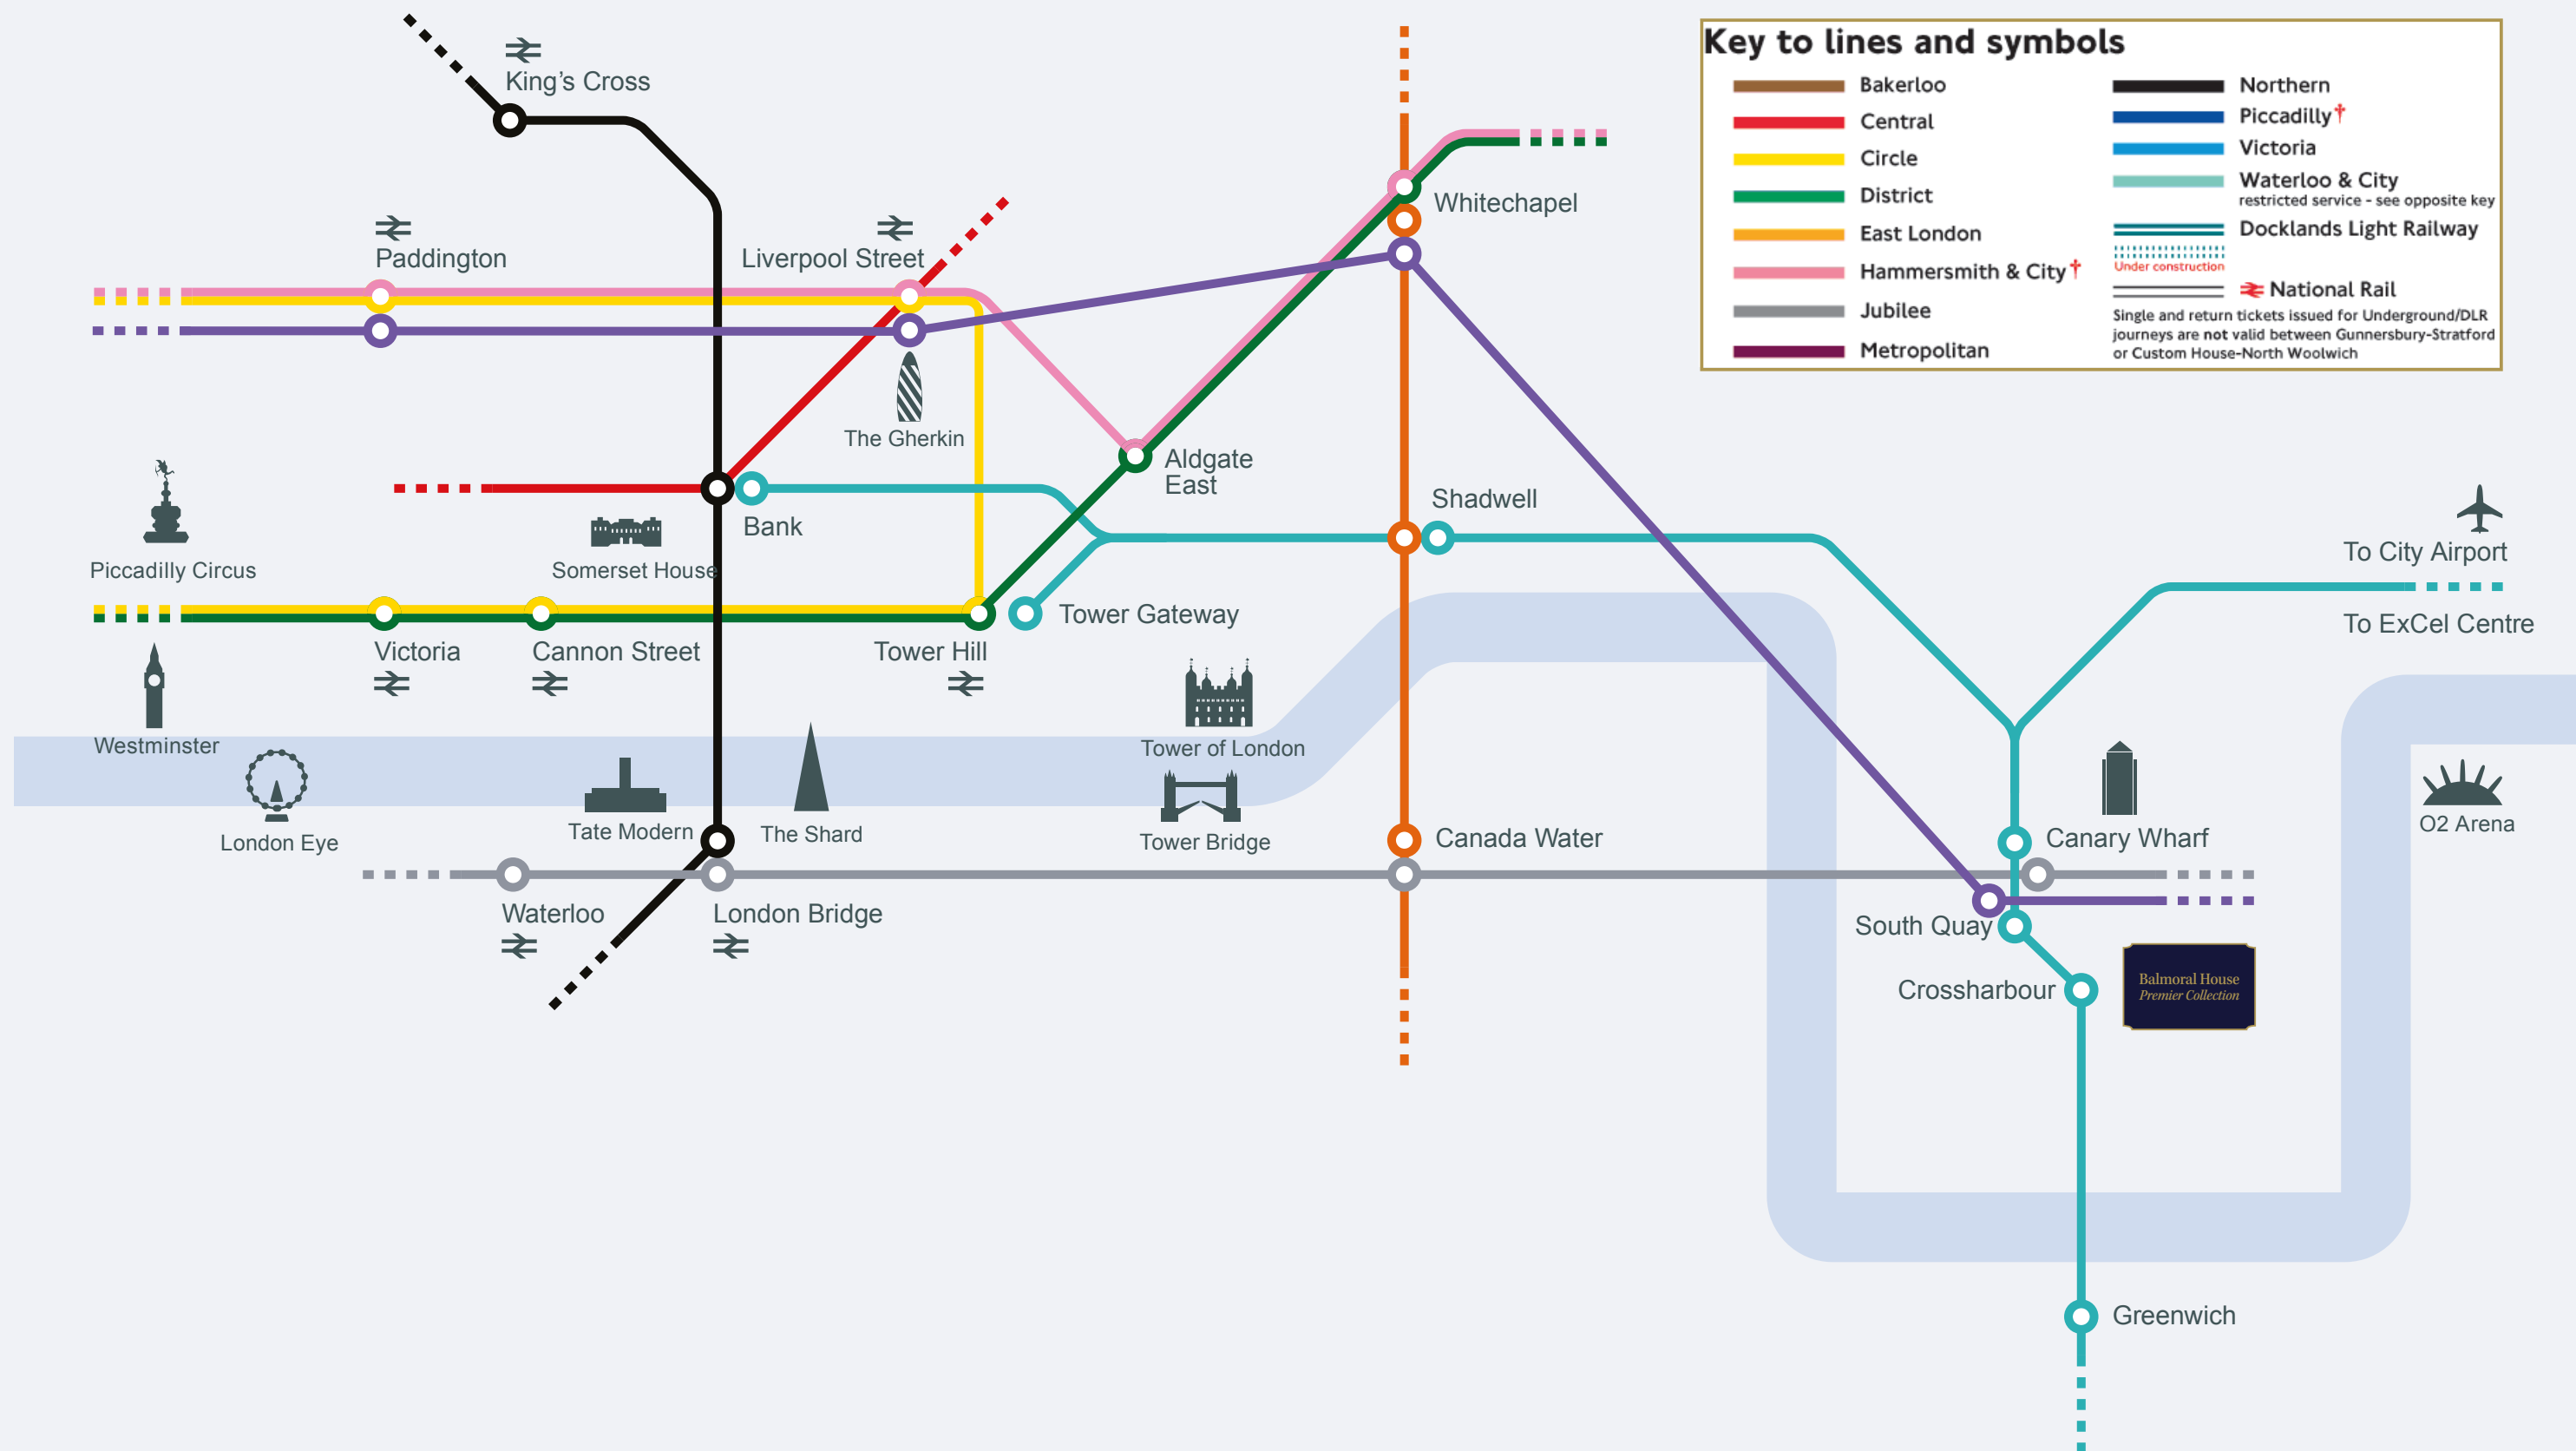 King's Cross
Paddington
Liverpool Street
Whitechapel
The Gherkin
Aldgate
East
Shadwell
Bank
Piccadilly Circus
Somerset House
Victoria
Cannon Street
Tower Hill
Tower Gateway
Westminster
London Eye
Tate Modern
The Shard
Tower of London
Tower Bridge
Canada Water
Canary Wharf
O2 Arena
To City Airport
To ExCel Centre
Waterloo
London Bridge
South Quay
Crossharbour
Balmoral House
Premier Collection
Greenwich
Key to lines and symbols
Bakerloo
Central
Circle
District
East London
Hammersmith & City†
Jubilee
Metropolitan
Northern
Piccadilly†
Victoria
Waterloo & City
restricted service - see opposite key
Docklands Light Railway
Under construction
National Rail
Single and return tickets issued for Underground/DLR
journeys are not valid between Gunnersbury-Stratford
or Custom House-North Woolwich